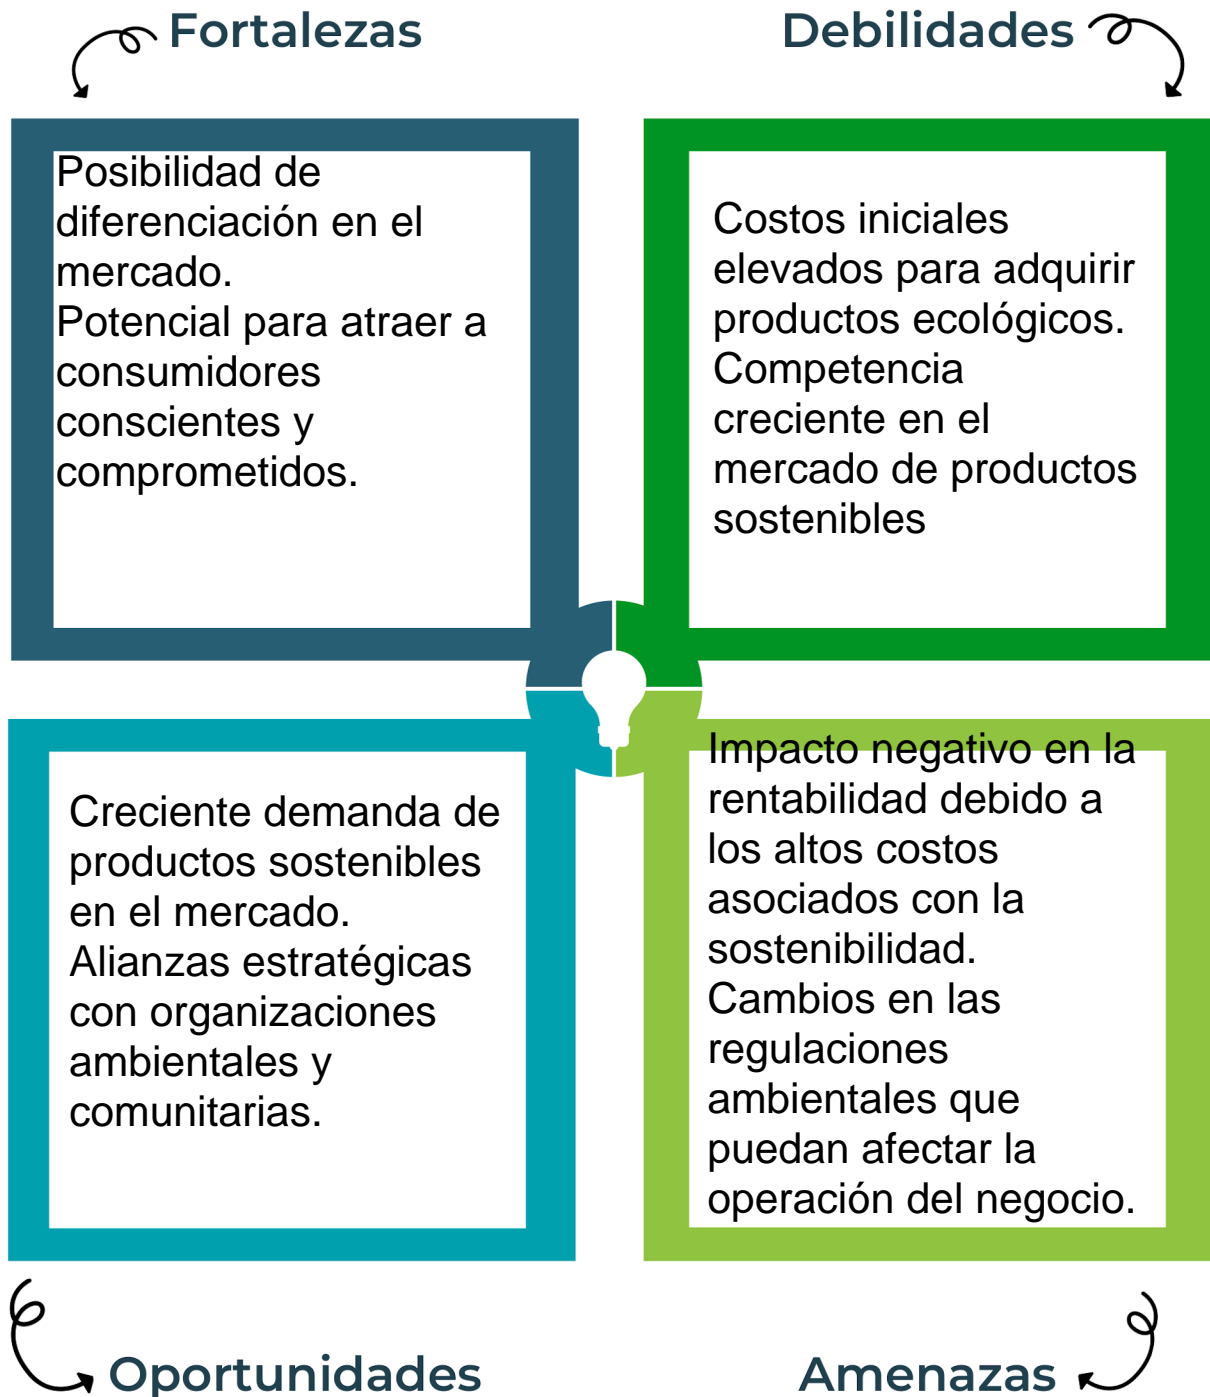 Fortalezas
Posibilidad de
diferenciación en el
mercado.
Potencial para atraer a
consumidores
conscientes y
comprometidos.
Debilidades
Costos iniciales
elevados para adquirir
productos ecológicos.
Competencia
creciente en el
mercado de productos
sostenibles
Creciente demanda de
productos sostenibles
en el mercado.
Alianzas estratégicas
con organizaciones
ambientales y
comunitarias.
Oportunidades
Impacto negativo en la
rentabilidad debido a
los altos costos
asociados con la
sostenibilidad.
Cambios en las
regulaciones
ambientales que
puedan afectar la
operación del negocio.
Amenazas